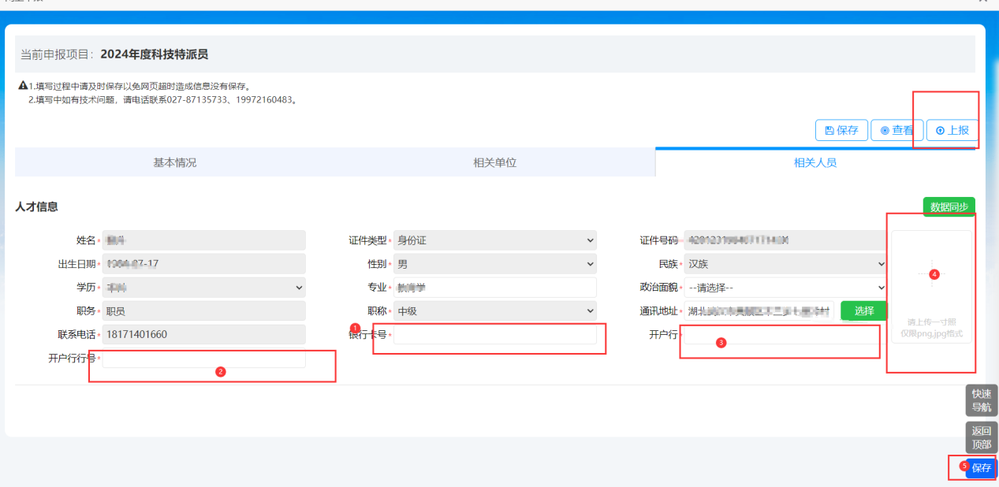 当前申报项目：2024年度科技特派员
1.填写过程中请及时保存以免网页超时造成信息没有保存。
2.填写中如有技术问题，请电话联系027-87135733、19972160483。
保存 查看 上报
基本情况 相关单位 相关人员
人才信息 数据同步
姓名* 证件类型* 身份证 证件号码*
出生日期* 性别* 男 民族* 汉族
学历* 专业* 政治面貌* --请选择--
职务* 职员 职称* 中级 通讯地址* 选择
联系电话* 18171401660 银行卡号* 开户行*
开户行行号*
1
2
3
4
请上传一寸照
仅限png,jpg格式
快速
导航
返回
顶部
5 保存